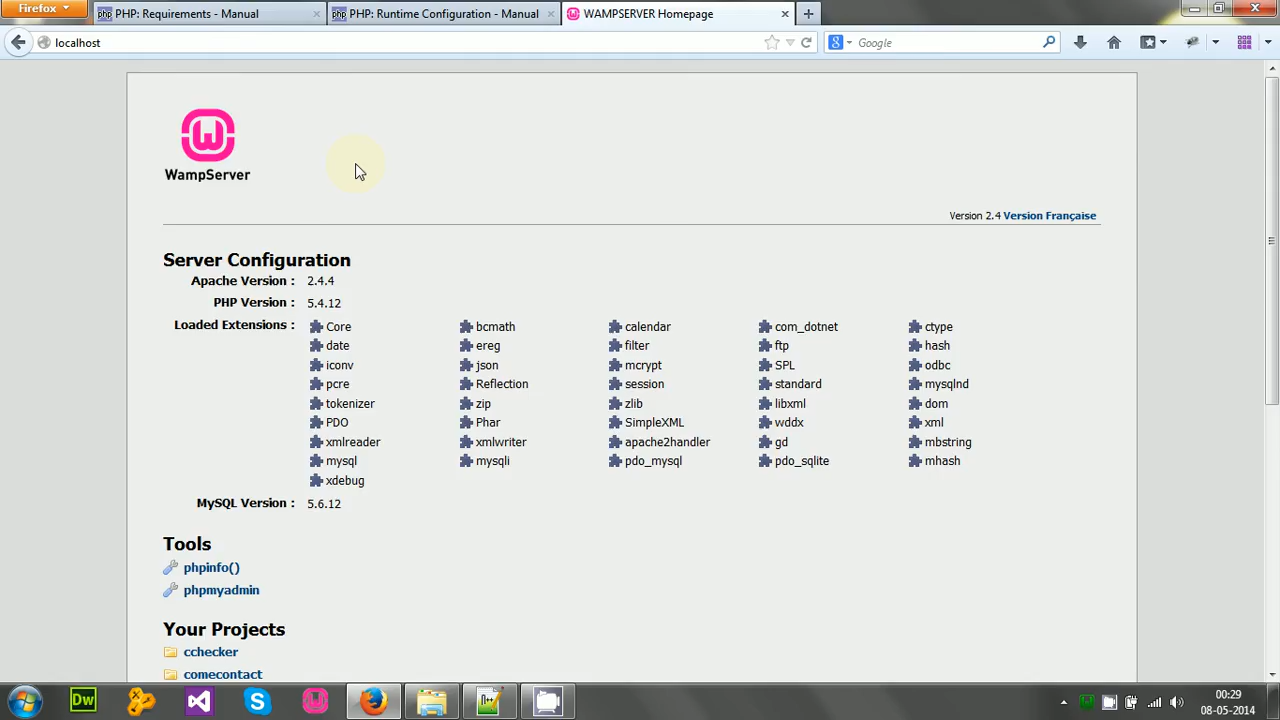 Firefox
PHP: Requirements - Manual
PHP: Runtime Configuration - Manual
WAMPSERVER Homepage
localhost
Google
WampServer
Version 2.4 Version Française
Server Configuration
Apache Version : 2.4.4
PHP Version : 5.4.12
Loaded Extensions : Core bcmath calendar com_dotnet ctype
date ereg filter ftp hash
iconv json mcrypt SPL odbc
pcre Reflection session standard mysqlnd
tokenizer zip zlib libxml dom
PDO Phar SimpleXML wddx xml
xmlreader xmlwriter apache2handler gd mbstring
mysql mysqli pdo_mysql pdo_sqlite mhash
xdebug
MySQL Version : 5.6.12
Tools
phpinfo()
phpmyadmin
Your Projects
cchecker
comecontact
Dw
00:29
08-05-2014